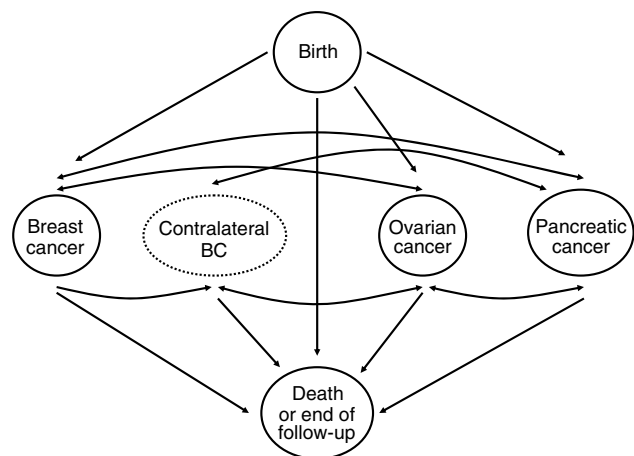 Birth
Breast
cancer
Contralateral
BC
Ovarian
cancer
Pancreatic
cancer
Death
or end of
follow-up